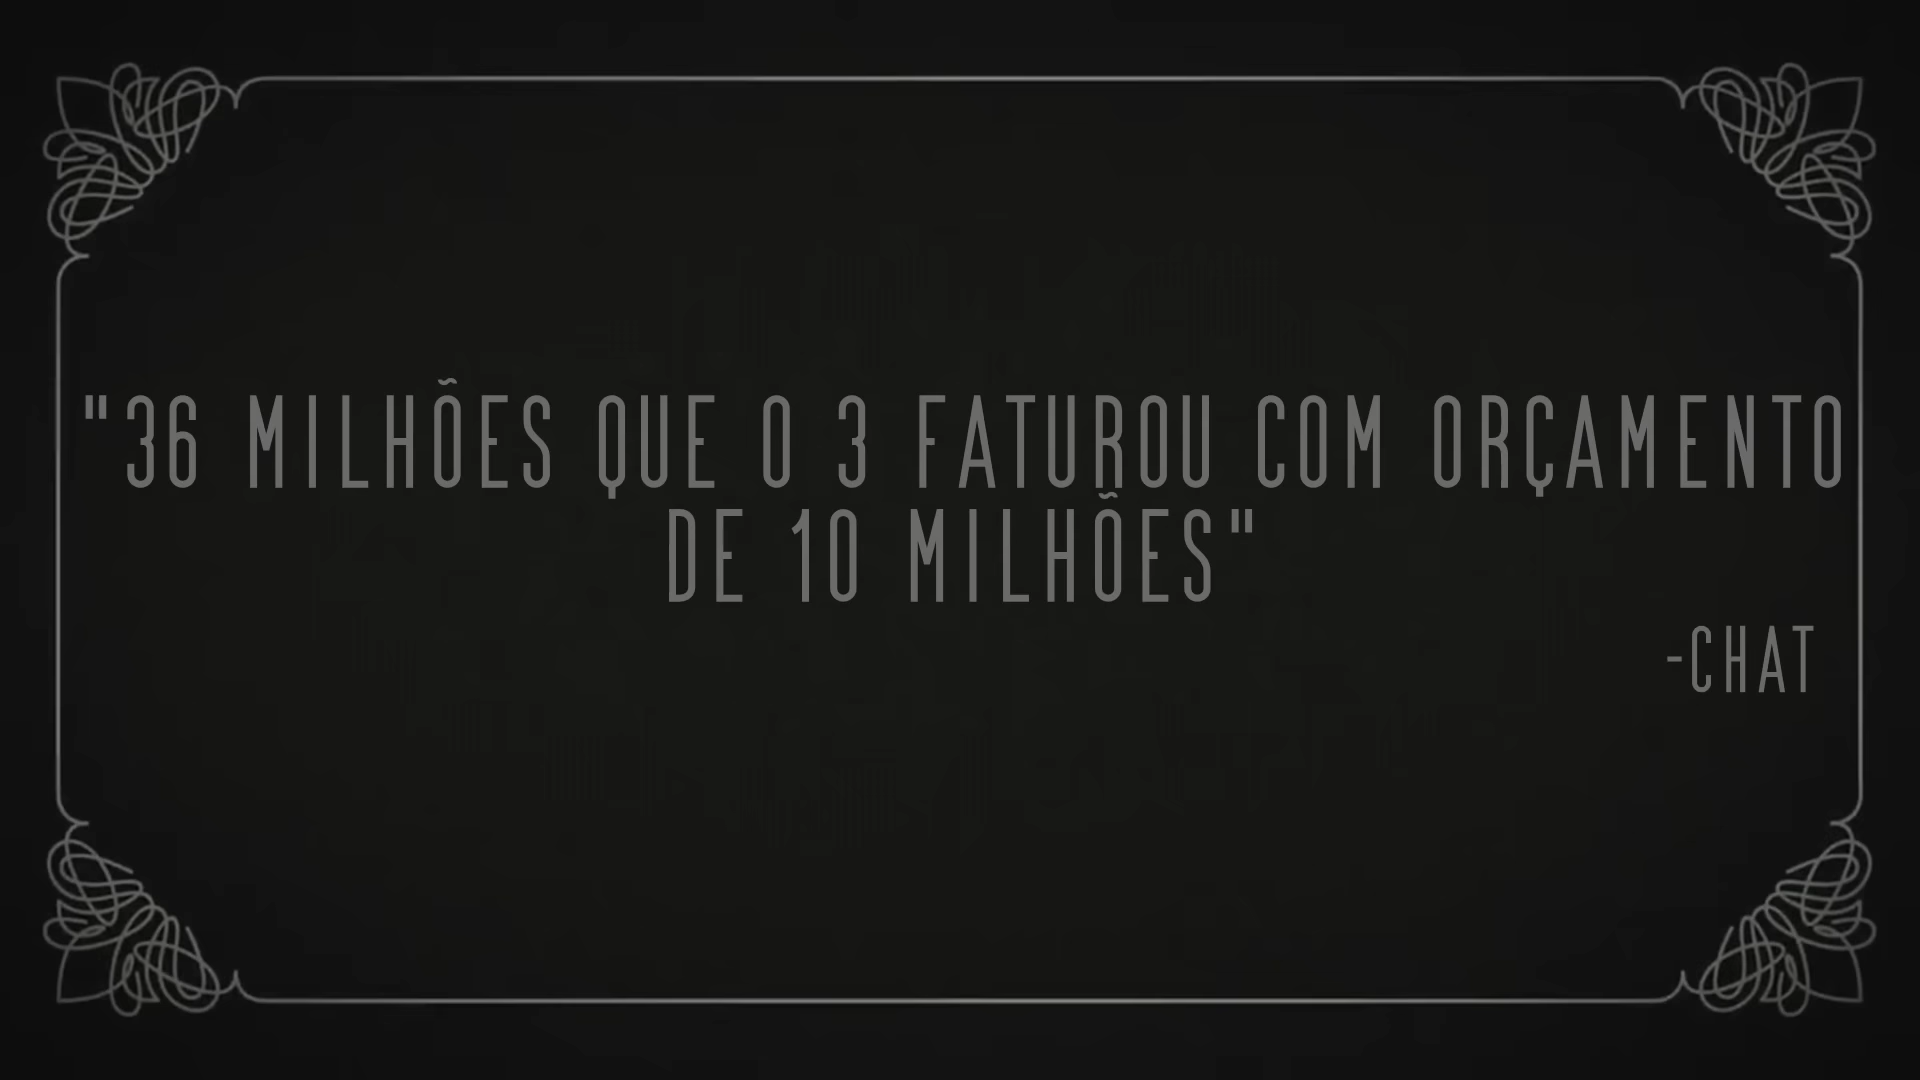 "36 MILHÕES QUE O 3 FATUROU COM ORÇAMENTO
DE 10 MILHÕES"
-CHAT